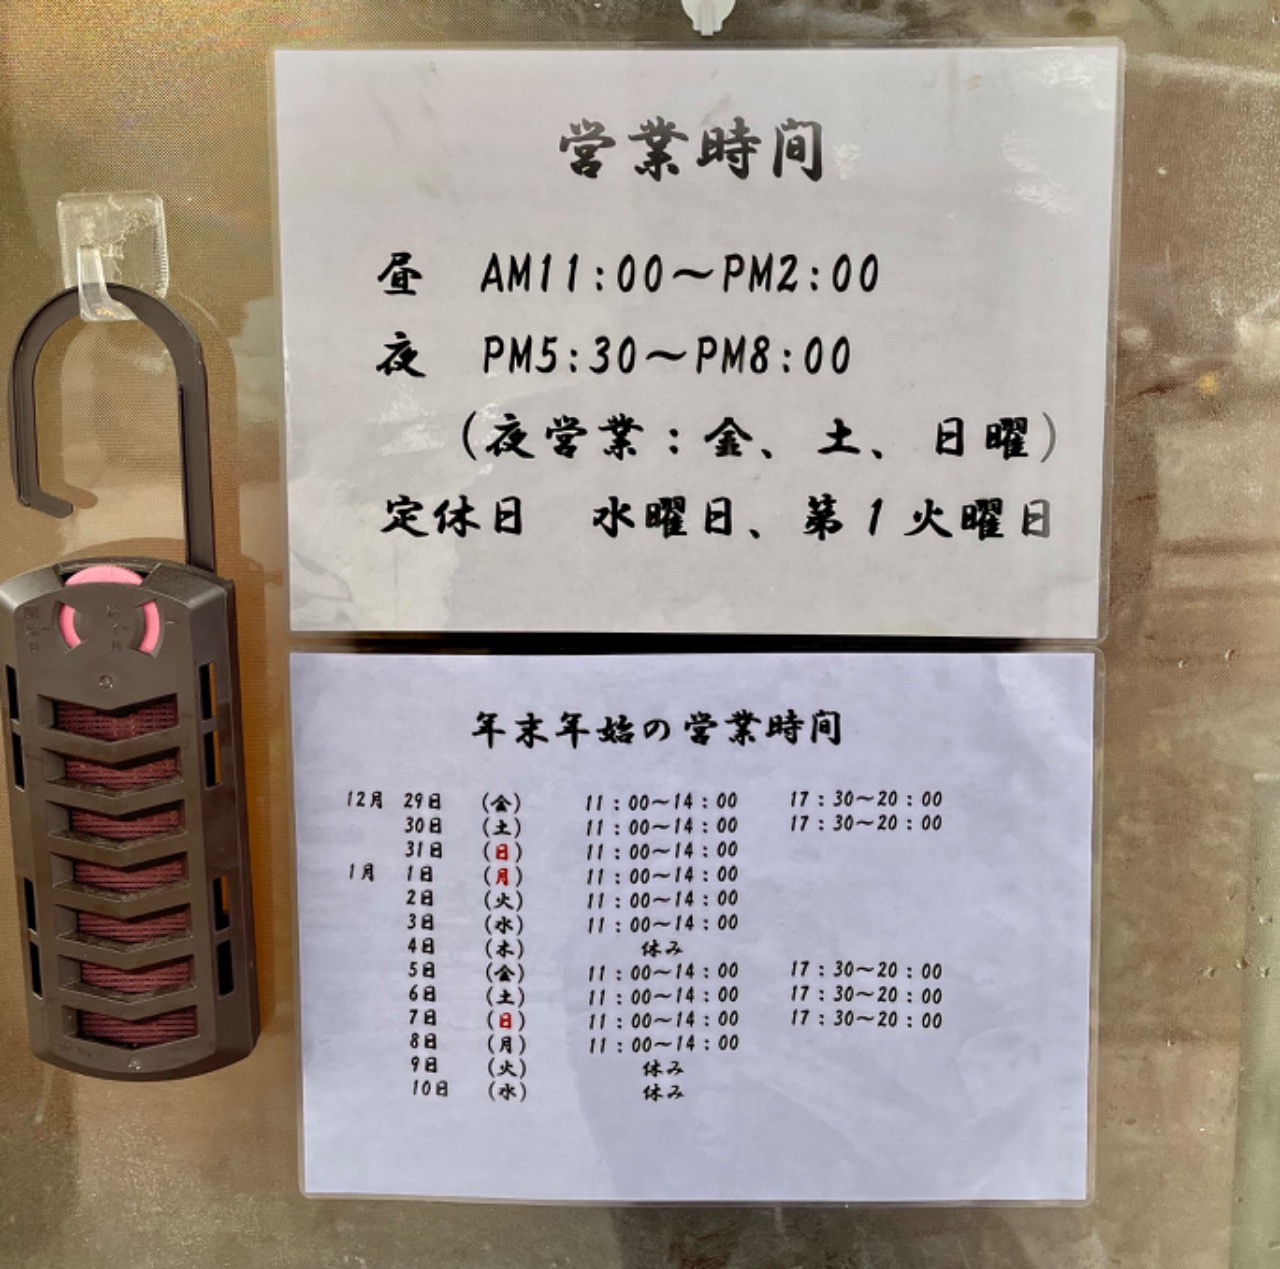 営業時間
昼 AM11:00～PM2:00
夜 PM5:30～PM8:00
(夜営業:金、土、日曜)
定休日 水曜日、第1火曜日
年末年始の営業時間
12月 29日 (金) 11:00～14:00 17:30～20:00
30日 (土) 11:00～14:00 17:30～20:00
31日 (日) 11:00～14:00
1月 1日 (月) 11:00～14:00
2日 (火) 11:00～14:00
3日 (水) 11:00～14:00
4日 (木) 休み
5日 (金) 11:00～14:00 17:30～20:00
6日 (土) 11:00～14:00 17:30～20:00
7日 (日) 11:00～14:00 17:30～20:00
8日 (月) 11:00～14:00
9日 (火) 休み
10日 (水) 休み